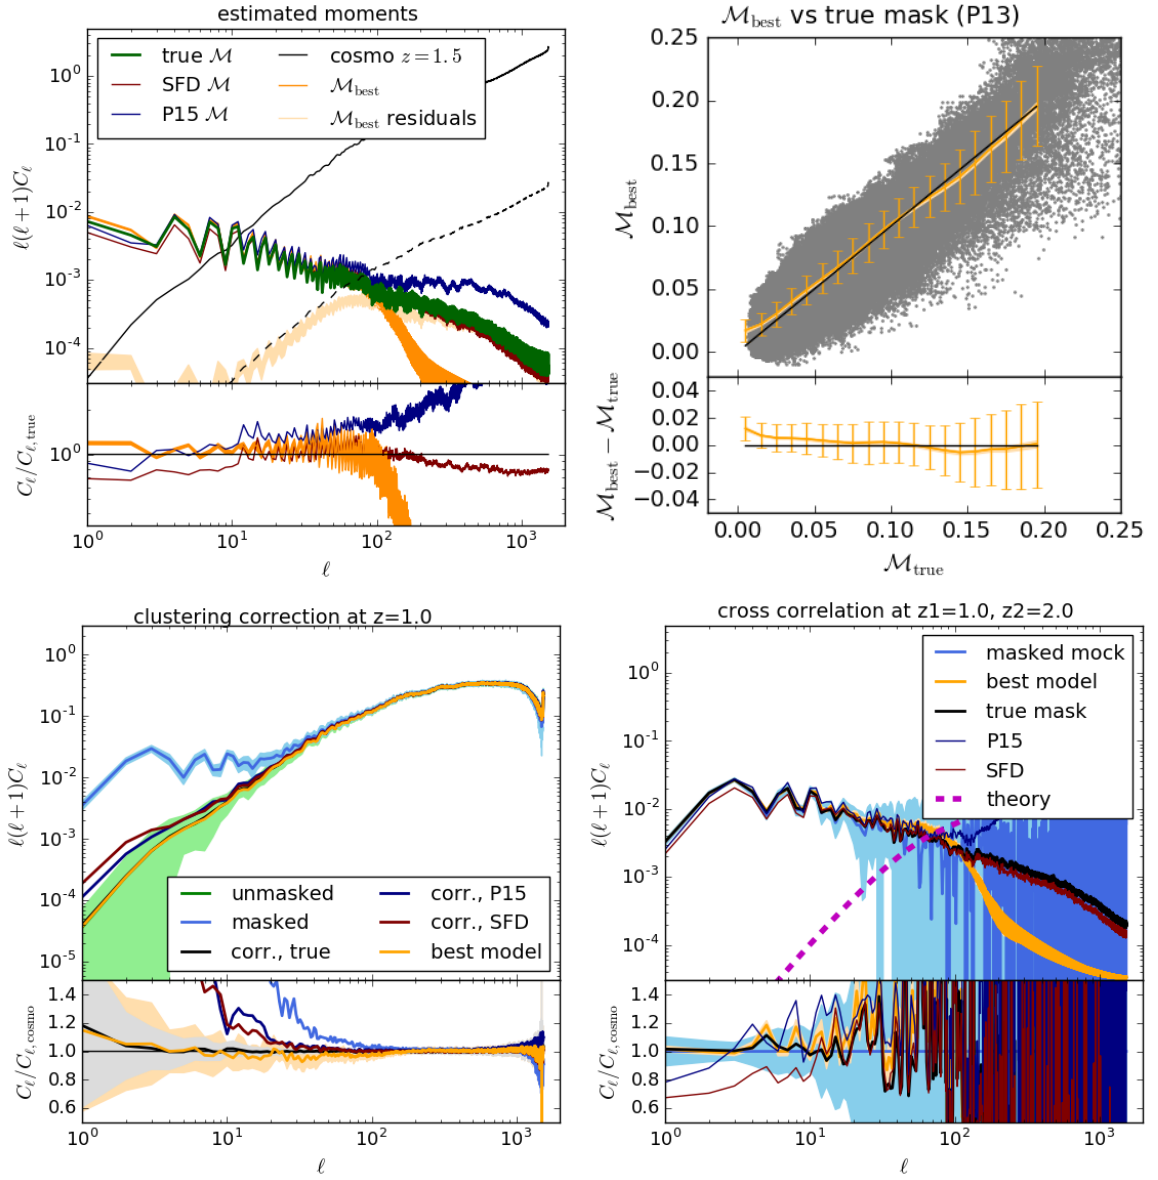 estimated moments
true ℳ
SFD ℳ
P15 ℳ
cosmo z = 1.5
ℳbest
ℳbest residuals
10⁰
10⁻¹
10⁻²
10⁻³
10⁻⁴
ℓ(ℓ+1)Cℓ
10⁰
Cℓ/Cℓ,true
10⁰ 10¹ 10² 10³
ℓ
ℳbest vs true mask (P13)
0.25
0.20
0.15
0.10
0.05
0.00
ℳbest
0.04
0.02
0.00
−0.02
−0.04
ℳbest − ℳtrue
0.00 0.05 0.10 0.15 0.20 0.25
ℳtrue
clustering correction at z=1.0
10⁰
10⁻¹
10⁻²
10⁻³
10⁻⁴
10⁻⁵
ℓ(ℓ+1)Cℓ
unmasked
masked
corr., true
corr., P15
corr., SFD
best model
1.4
1.2
1.0
0.8
0.6
Cℓ/Cℓ,cosmo
10⁰ 10¹ 10² 10³
ℓ
cross correlation at z1=1.0, z2=2.0
masked mock
best model
true mask
P15
SFD
theory
10⁰
10⁻¹
10⁻²
10⁻³
10⁻⁴
ℓ(ℓ+1)Cℓ
1.4
1.2
1.0
0.8
0.6
Cℓ/Cℓ,cosmo
10⁰ 10¹ 10² 10³
ℓ